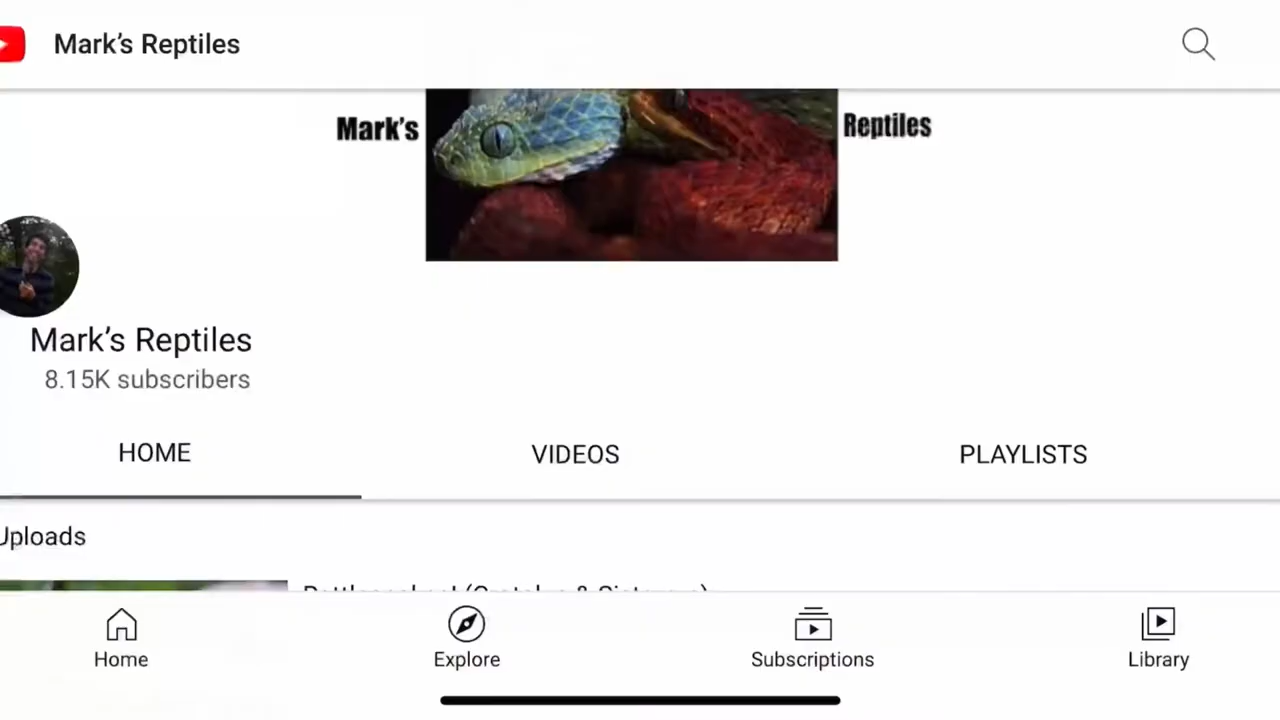 Mark’s Reptiles
Mark's Reptiles
Mark’s Reptiles
8.15K subscribers
HOME VIDEOS PLAYLISTS
Uploads
Home Explore Subscriptions Library